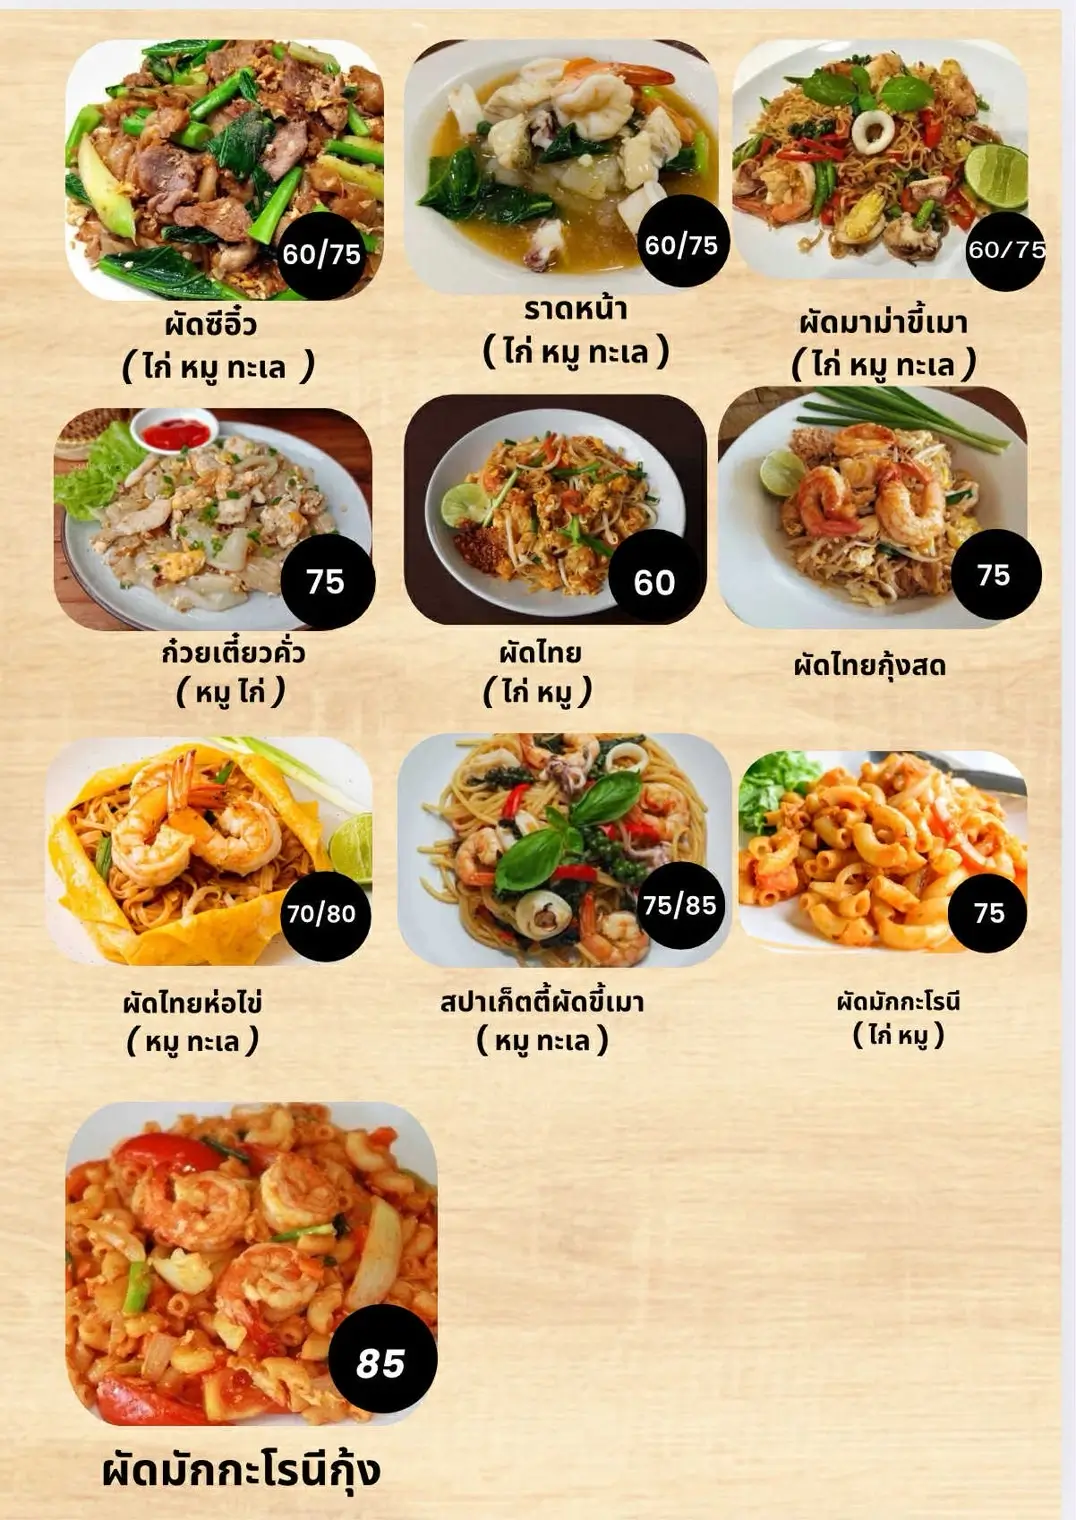 60/75
60/75
60/75
ผัดซีอิ๋ว
( ไก่ หมู ทะเล )
ราดหน้า
( ไก่ หมู ทะเล )
ผัดมาม่าขี้เมา
( ไก่ หมู ทะเล )
75
60
75
ก๋วยเตี๋ยวคั่ว
( หมู ไก่ )
ผัดไทย
( ไก่ หมู )
ผัดไทยกุ้งสด
70/80
75/85
75
ผัดไทยห่อไข่
( หมู ทะเล )
สปาเก็ตตี้ผัดขี้เมา
( หมู ทะเล )
ผัดมักกะโรนี
( ไก่ หมู )
85
ผัดมักกะโรนีกุ้ง